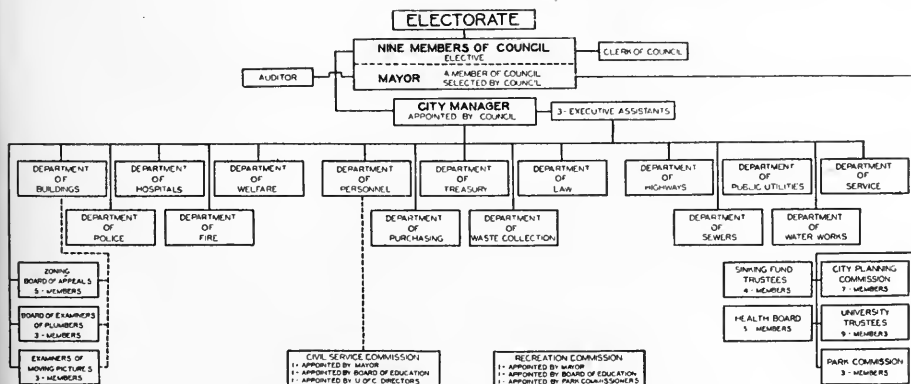 ELECTORATE
NINE MEMBERS OF COUNCIL
ELECTIVE
CLERK OF COUNCIL
AUDITOR
MAYOR A MEMBER OF COUNCIL
SELECTED BY COUNCIL
CITY MANAGER
APPOINTED BY COUNCIL
3 - EXECUTIVE ASSISTANTS
DEPARTMENT
OF
BUILDINGS
DEPARTMENT
OF
HOSPITALS
DEPARTMENT
OF
WELFARE
DEPARTMENT
OF
PERSONNEL
DEPARTMENT
OF
TREASURY
DEPARTMENT
OF
LAW
DEPARTMENT
OF
HIGHWAYS
DEPARTMENT
OF
PUBLIC UTILITIES
DEPARTMENT
OF
SERVICE
DEPARTMENT
OF
POLICE
DEPARTMENT
OF
FIRE
DEPARTMENT
OF
PURCHASING
DEPARTMENT
OF
WASTE COLLECTION
DEPARTMENT
OF
SEWERS
DEPARTMENT
OF
WATER WORKS
ZONING
BOARD OF APPEALS
5 - MEMBERS
SINKING FUND
TRUSTEES
4 - MEMBERS
CITY PLANNING
COMMISSION
7 - MEMBERS
BOARD OF EXAMINERS
OF PLUMBERS
3 - MEMBERS
HEALTH BOARD
5 MEMBERS
UNIVERSITY
TRUSTEES
9 - MEMBERS
EXAMINERS OF
MOVING PICTURES
3 - MEMBERS
CIVIL SERVICE COMMISSION
1 - APPOINTED BY MAYOR
1 - APPOINTED BY BOARD OF EDUCATION
1 - APPOINTED BY U OF C DIRECTORS
RECREATION COMMISSION
1 - APPOINTED BY MAYOR
1 - APPOINTED BY BOARD OF EDUCATION
1 - APPOINTED BY PARK COMMISSIONERS
PARK COMMISSION
3 - MEMBERS